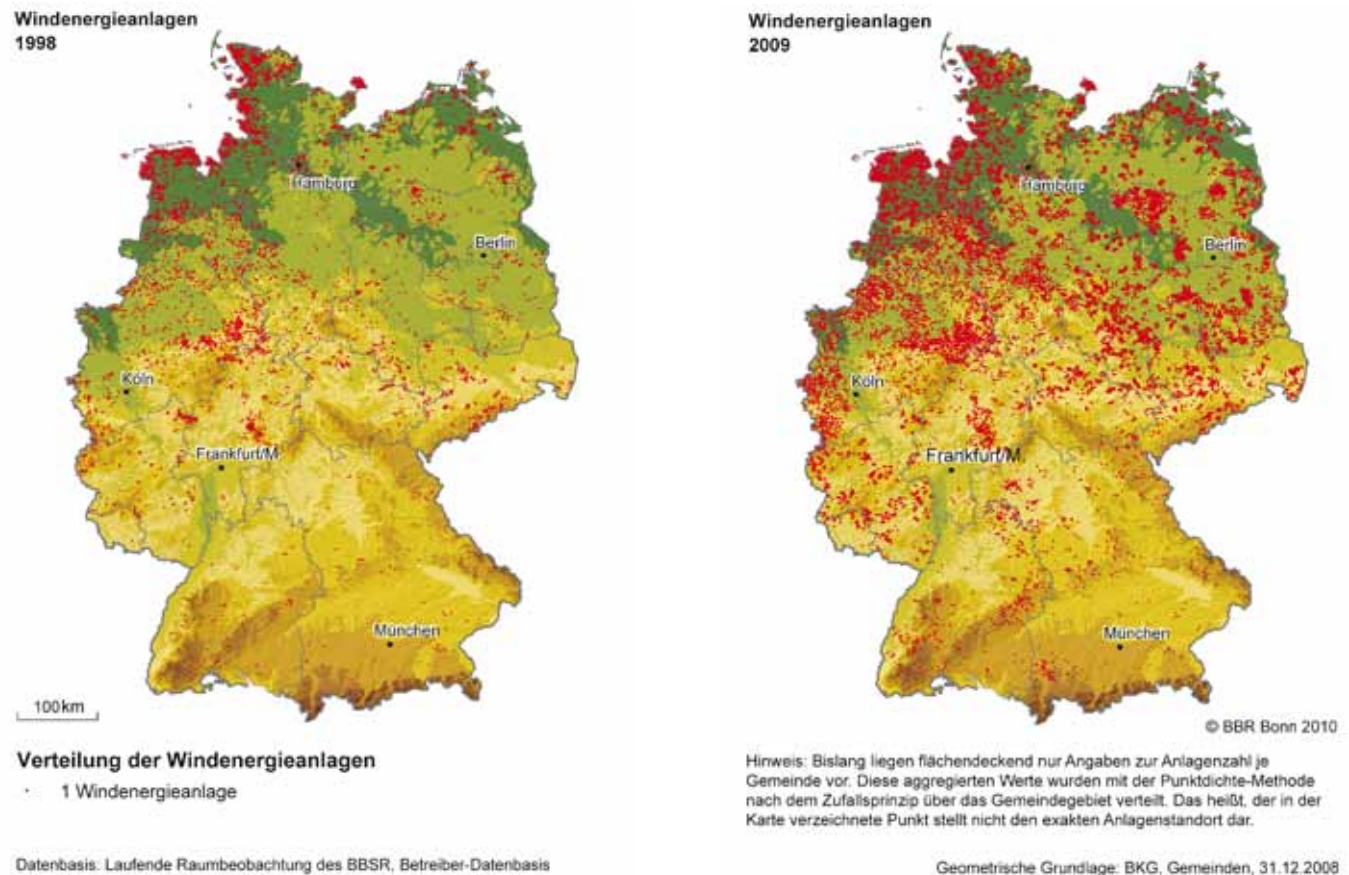 Windenergieanlagen
1998
Hamburg
Berlin
Köln
Frankfurt/M.
München
100 km
Verteilung der Windenergieanlagen
1 Windenergieanlage
Datenbasis: Laufende Raumbeobachtung des BBSR, Betreiber-Datenbasis
Windenergieanlagen
2009
Hamburg
Berlin
Köln
Frankfurt/M.
München
© BBR Bonn 2010
Hinweis: Bislang liegen flächendeckend nur Angaben zur Anlagenzahl je
Gemeinde vor. Diese aggregierten Werte wurden mit der Punktdichte-Methode
nach dem Zufallsprinzip über das Gemeindegebiet verteilt. Das heißt, der in der
Karte verzeichnete Punkt stellt nicht den exakten Anlagenstandort dar.
Geometrische Grundlage: BKG, Gemeinden, 31.12.2008